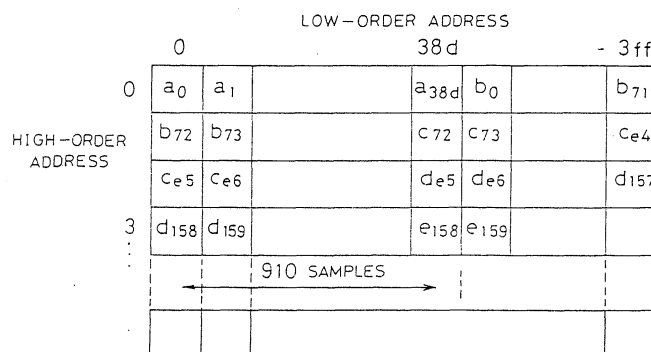 LOW-ORDER ADDRESS
0 38d - 3ff
0 a0 a1 a38d b0 b71
HIGH-ORDER ADDRESS
b72 b73 c72 c73 ce4
ce5 ce6 de5 de6 d157
3 d158 d159 e158 e159
910 SAMPLES